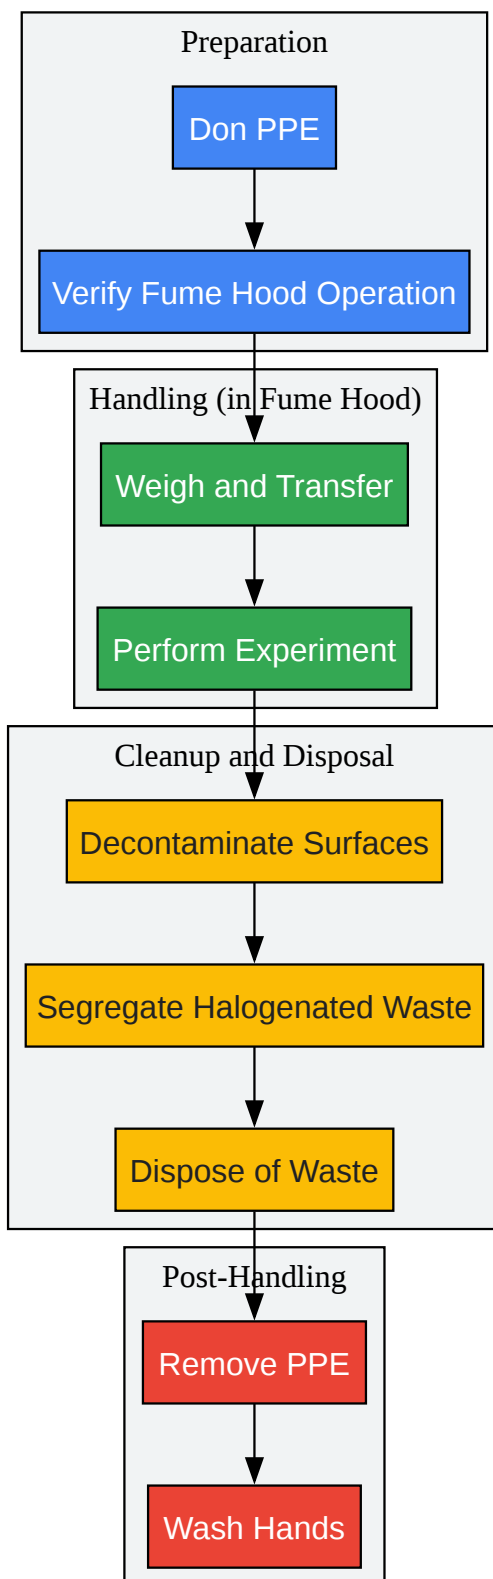 Preparation
Don PPE
Verify Fume Hood Operation
Handling (in Fume Hood)
Weigh and Transfer
Perform Experiment
Cleanup and Disposal
Decontaminate Surfaces
Segregate Halogenated Waste
Dispose of Waste
Post-Handling
Remove PPE
Wash Hands